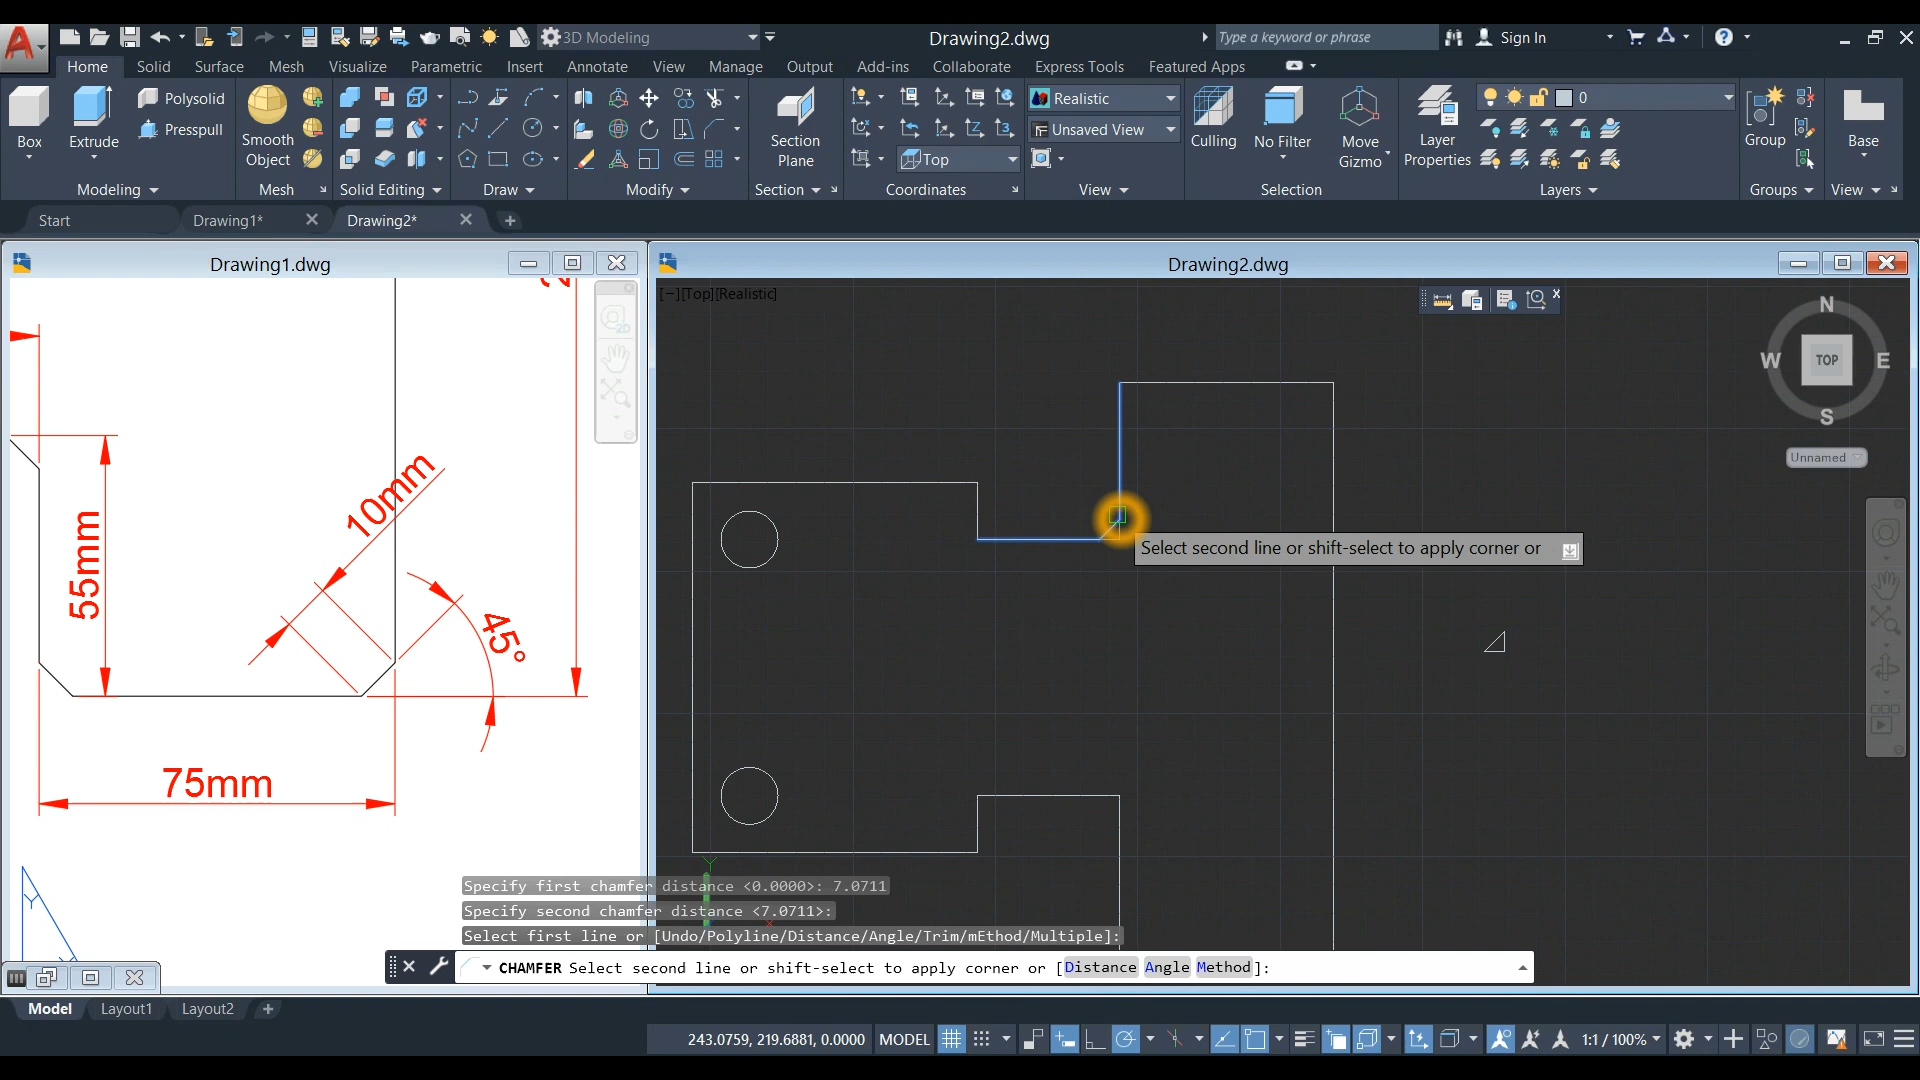 3D Modeling
Drawing2.dwg
Type a keyword or phrase
Sign In
Home
Solid
Surface
Mesh
Visualize
Parametric
Insert
Annotate
View
Manage
Output
Add-ins
Collaborate
Express Tools
Featured Apps
Box
Extrude
Polysolid
Presspull
Smooth
Object
Section
Plane
Realistic
Unsaved View
Top
Culling
No Filter
Move
Gizmo
Layer
Properties
0
Group
Base
Modeling
Mesh
Solid Editing
Draw
Modify
Section
Coordinates
View
Selection
Layers
Groups
View
Start
Drawing1*
Drawing2*
Drawing1.dwg
Drawing2.dwg
[−][Top][Realistic]
N
W
TOP
E
S
Unnamed
2D
10mm
55mm
45°
75mm
Y
Select second line or shift-select to apply corner or
Y
Specify first chamfer distance <0.0000>: 7.0711
Specify second chamfer distance <7.0711>:
Select first line or [Undo/Polyline/Distance/Angle/Trim/mEthod/Multiple]:
CHAMFER Select second line or shift-select to apply corner or [Distance Angle Method]:
Model
Layout1
Layout2
243.0759, 219.6881, 0.0000
MODEL
1:1 / 100%